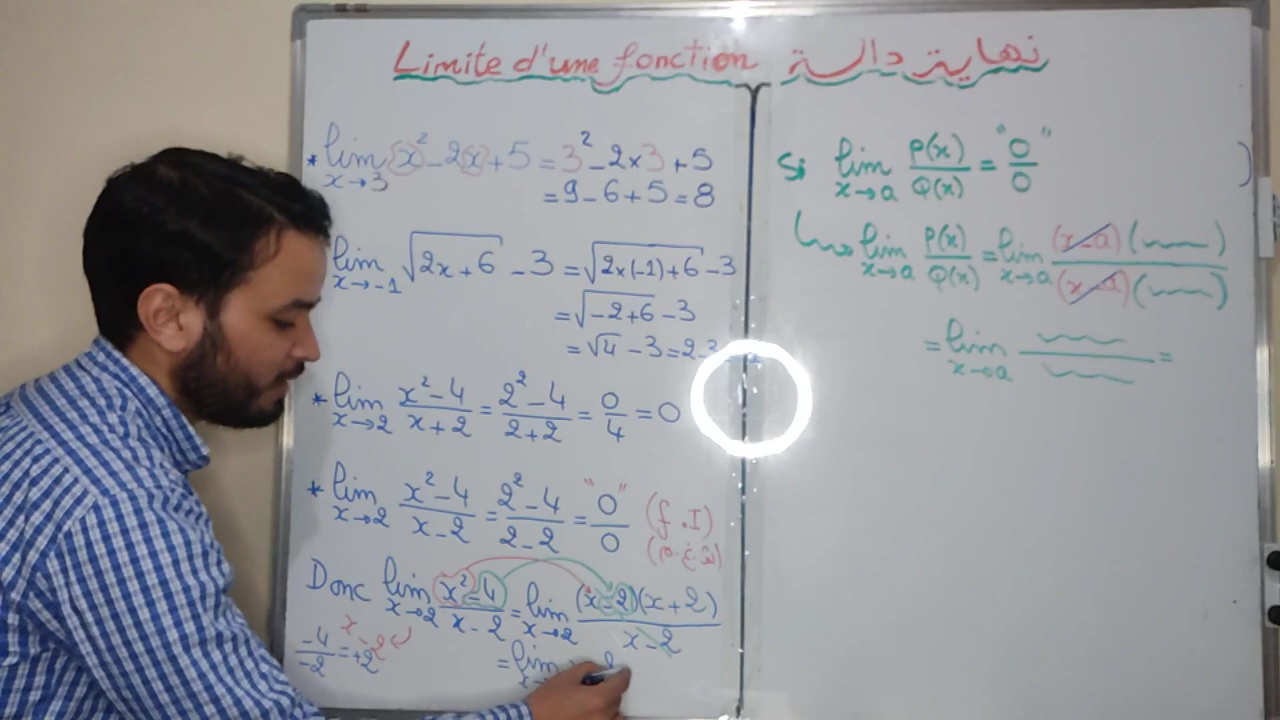 Limite d'une fonction نهاية دالة
* lim x→3 x² - 2x + 5 = 3² - 2×3 + 5
= 9 - 6 + 5 = 8
lim x→-1 √(2x+6) - 3 = √(2×(-1)+6) - 3
= √(-2+6) - 3
= √4 - 3 = 2 - 3
* lim x→2 (x² - 4)/(x + 2) = (2² - 4)/(2 + 2) = 0/4 = 0
* lim x→2 (x² - 4)/(x - 2) = (2² - 4)/(2 - 2) = "0"/0 (f.I)
(ش.غ.م)
Donc lim x→2 (x² - 4)/(x - 2) = lim x→2 (x - 2)(x + 2)/(x - 2)
x - 2
-4/-2 = +2
= lim
Si lim x→a P(x)/Q(x) = "0"/0
lim x→a P(x)/Q(x) = lim x→a (x-a)( )/(x-a)( )
= lim x→a =